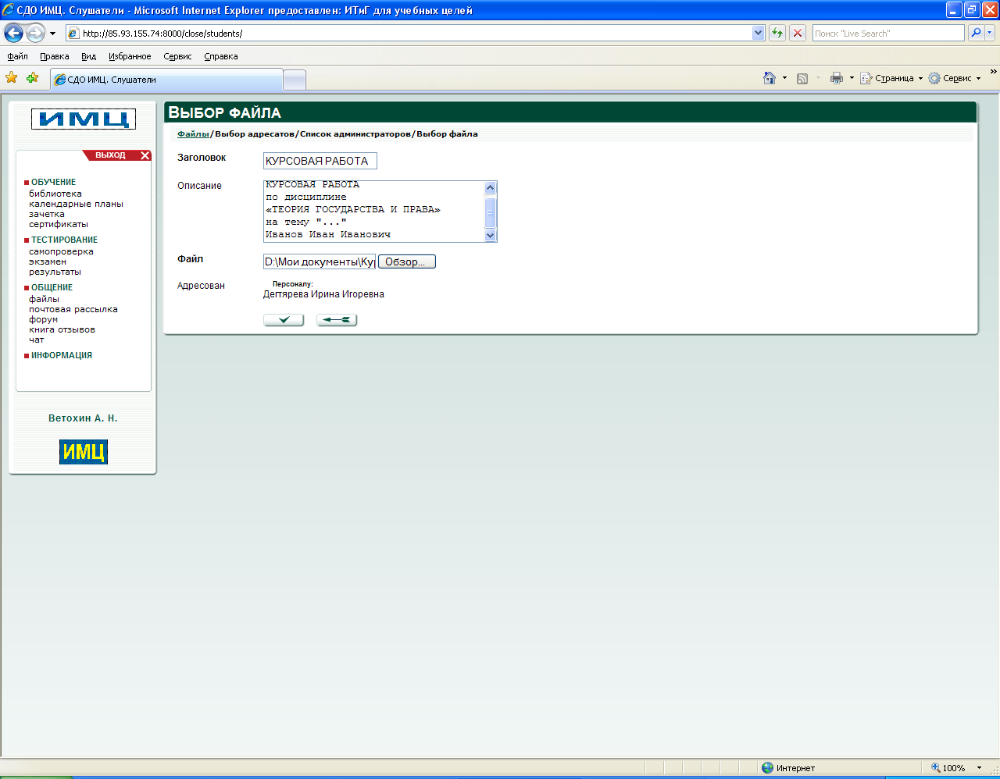 СДО ИМЦ. Слушатели - Microsoft Internet Explorer предоставлен: ИТиГ для учебных целей
http://85.93.155.74:8000/close/students/
Поиск "Live Search"
Файл Правка Вид Избранное Сервис Справка
СДО ИМЦ. Слушатели
Страница Сервис
ИМЦ
ВЫХОД
ОБУЧЕНИЕ
библиотека
календарные планы
зачетка
сертификаты
ТЕСТИРОВАНИЕ
самопроверка
экзамен
результаты
ОБЩЕНИЕ
файлы
почтовая рассылка
форум
книга отзывов
чат
ИНФОРМАЦИЯ
Ветохин А. Н.
ИМЦ
ВЫБОР ФАЙЛА
Файлы/Выбор адресатов/Список администраторов/Выбор файла
Заголовок КУРСОВАЯ РАБОТА
Описание
КУРСОВАЯ РАБОТА
по дисциплине
«ТЕОРИЯ ГОСУДАРСТВА И ПРАВА»
на тему "..."
Иванов Иван Иванович
Файл D:\Мои документы\Кур Обзор...
Адресован
Персоналу:
Дегтярева Ирина Игоревна
Интернет 100%